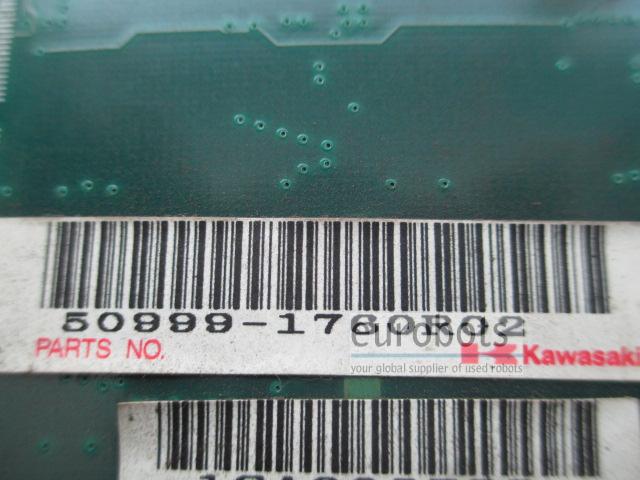 50999-1760R02
PARTS NO.
Kawasaki
eurobots
your global supplier of used robots